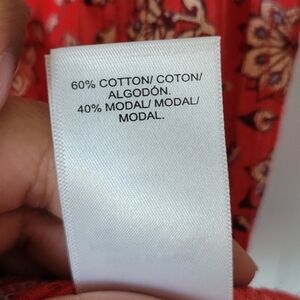 60% COTTON/ COTON/
ALGODÓN.
40% MODAL/ MODAL/
MODAL.